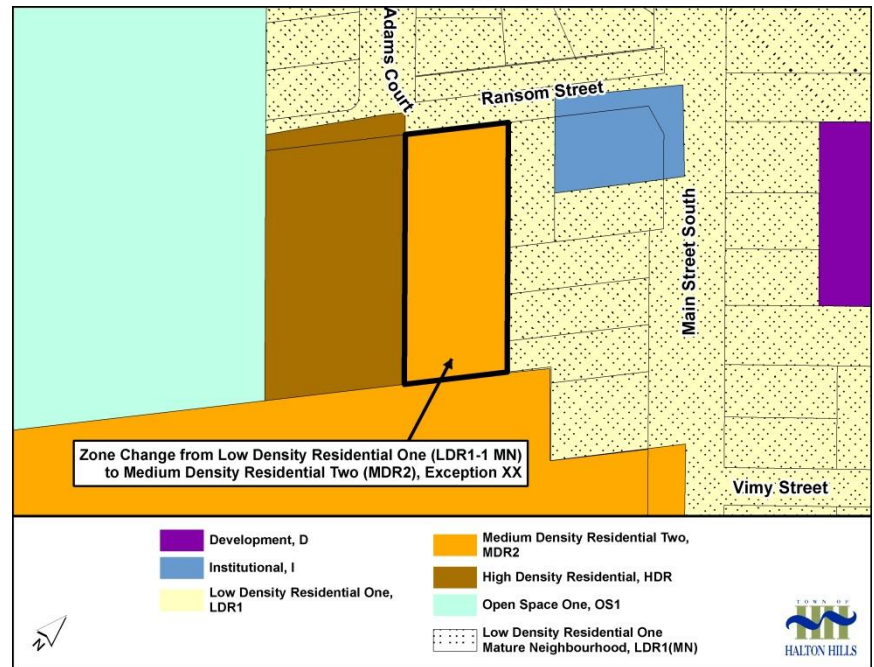 Adams Court
Ransom Street
Main Street South
Zone Change from Low Density Residential One (LDR1-1 MN)
to Medium Density Residential Two (MDR2), Exception XX
Vimy Street
Development, D
Institutional, I
Low Density Residential One,
LDR1
Medium Density Residential Two,
MDR2
High Density Residential, HDR
Open Space One, OS1
Low Density Residential One
Mature Neighbourhood, LDR1(MN)
N
TOWN OF
HALTON HILLS